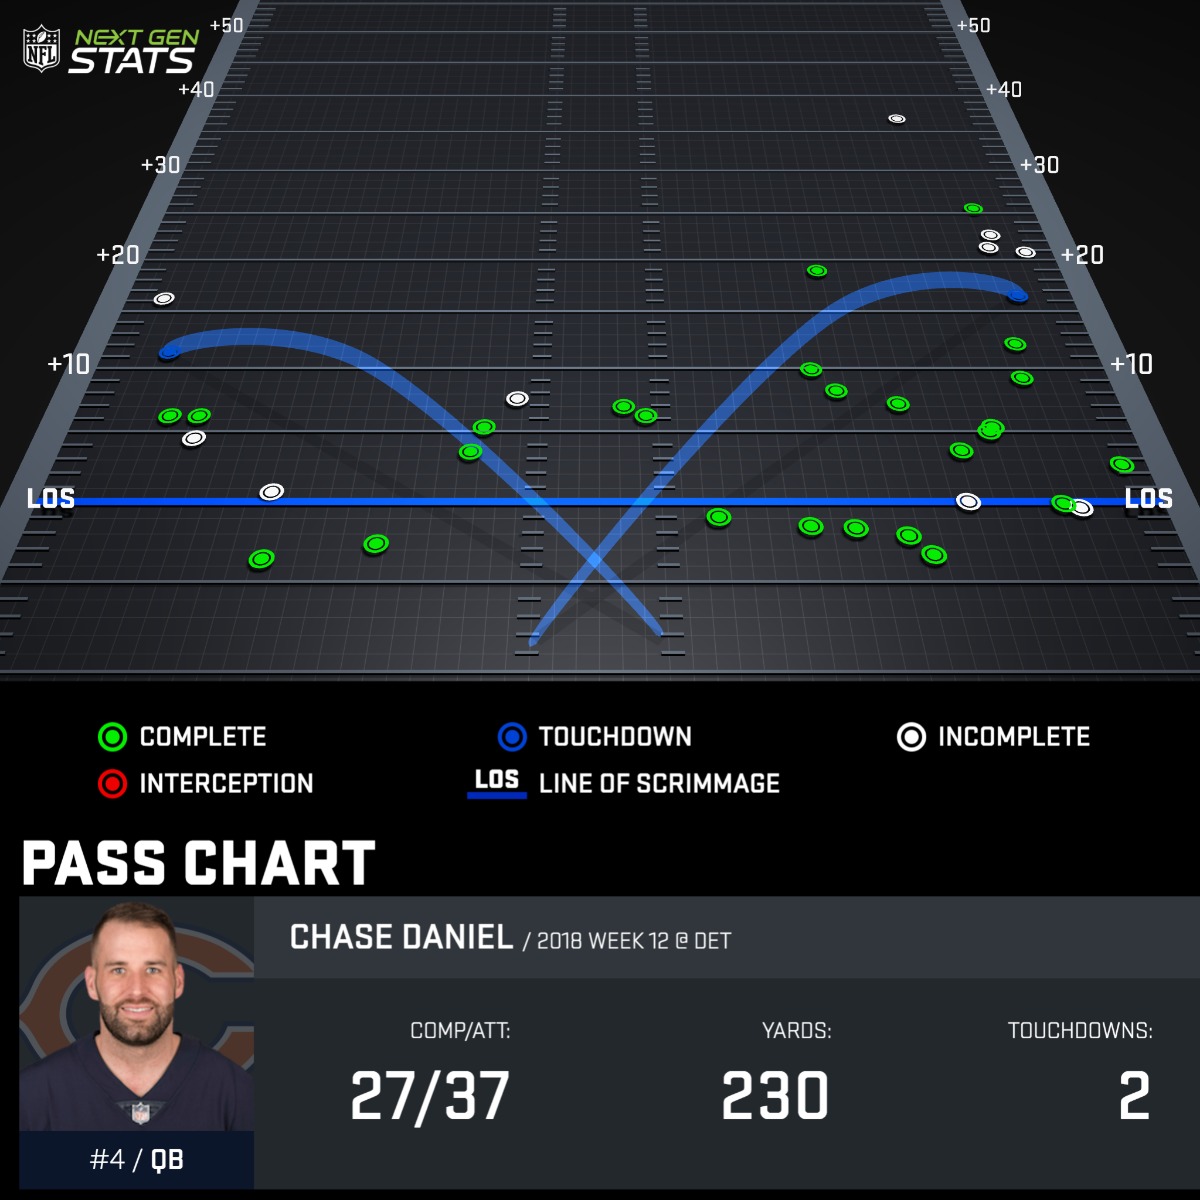 +50 +50
NFL NEXT GEN
STATS
+40 +40
+30 +30
+20 +20
+10 +10
LOS LOS
COMPLETE TOUCHDOWN INCOMPLETE
INTERCEPTION LOS LINE OF SCRIMMAGE
PASS CHART
CHASE DANIEL / 2018 WEEK 12 @ DET
COMP/ATT: YARDS: TOUCHDOWNS:
27/37 230 2
#4 / QB